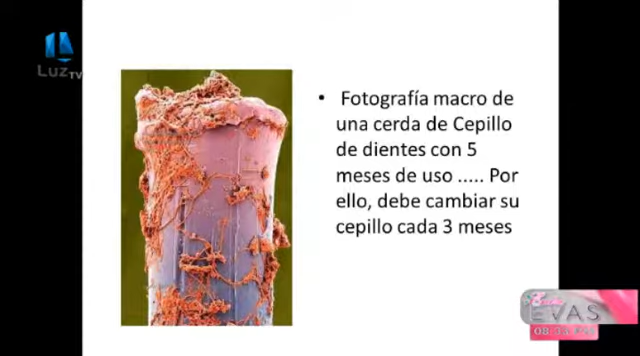 Luz TV
• Fotografía macro de
una cerda de Cepillo
de dientes con 5
meses de uso ..... Por
ello, debe cambiar su
cepillo cada 3 meses
EVAS